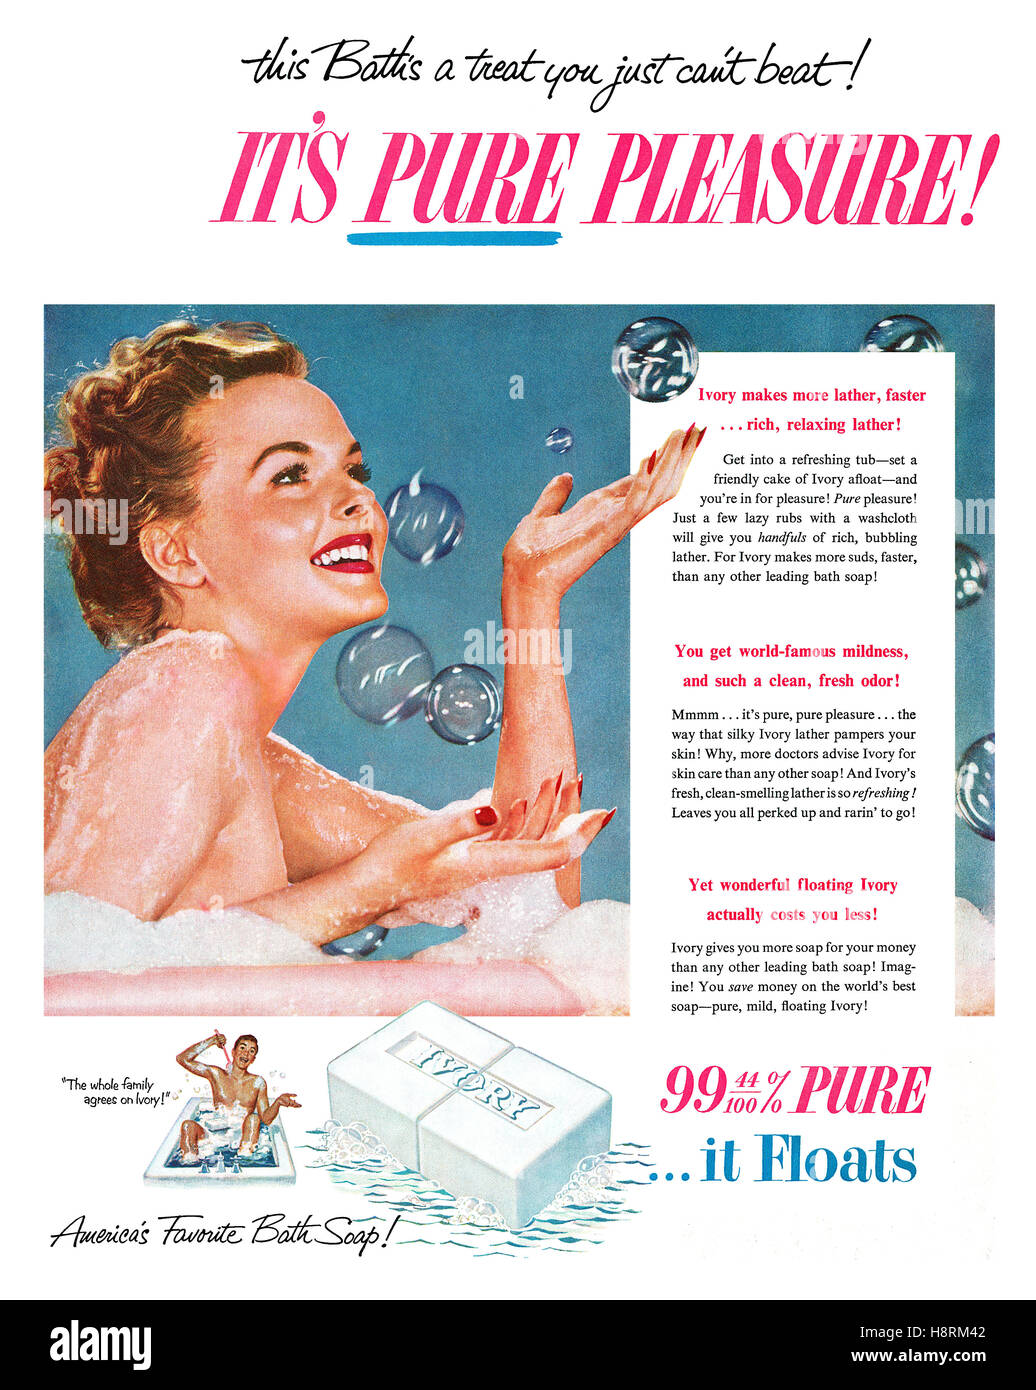 this Bath's a treat you just can't beat!
IT'S PURE PLEASURE!
Ivory makes more lather, faster
...rich, relaxing lather!
Get into a refreshing tub—set a
friendly cake of Ivory afloat—and
you're in for pleasure! Pure pleasure!
Just a few lazy rubs with a washcloth
will give you handfuls of rich, bubbling
lather. For Ivory makes more suds, faster,
than any other leading bath soap!
You get world-famous mildness,
and such a clean, fresh odor!
Mmmm...it's pure, pure pleasure...the
way that silky Ivory lather pampers your
skin! Why, more doctors advise Ivory for
skin care than any other soap! And Ivory's
fresh, clean-smelling lather is so refreshing!
Leaves you all perked up and rarin' to go!
Yet wonderful floating Ivory
actually costs you less!
Ivory gives you more soap for your money
than any other leading bath soap! Imag-
ine! You save money on the world's best
soap—pure, mild, floating Ivory!
"The whole family
agrees on Ivory!"
IVORY
99 44/100% PURE
...it Floats
America's Favorite Bath Soap!
alamy
a
a
a
a
alamy stock photo
H8RM42
www.alamy.com